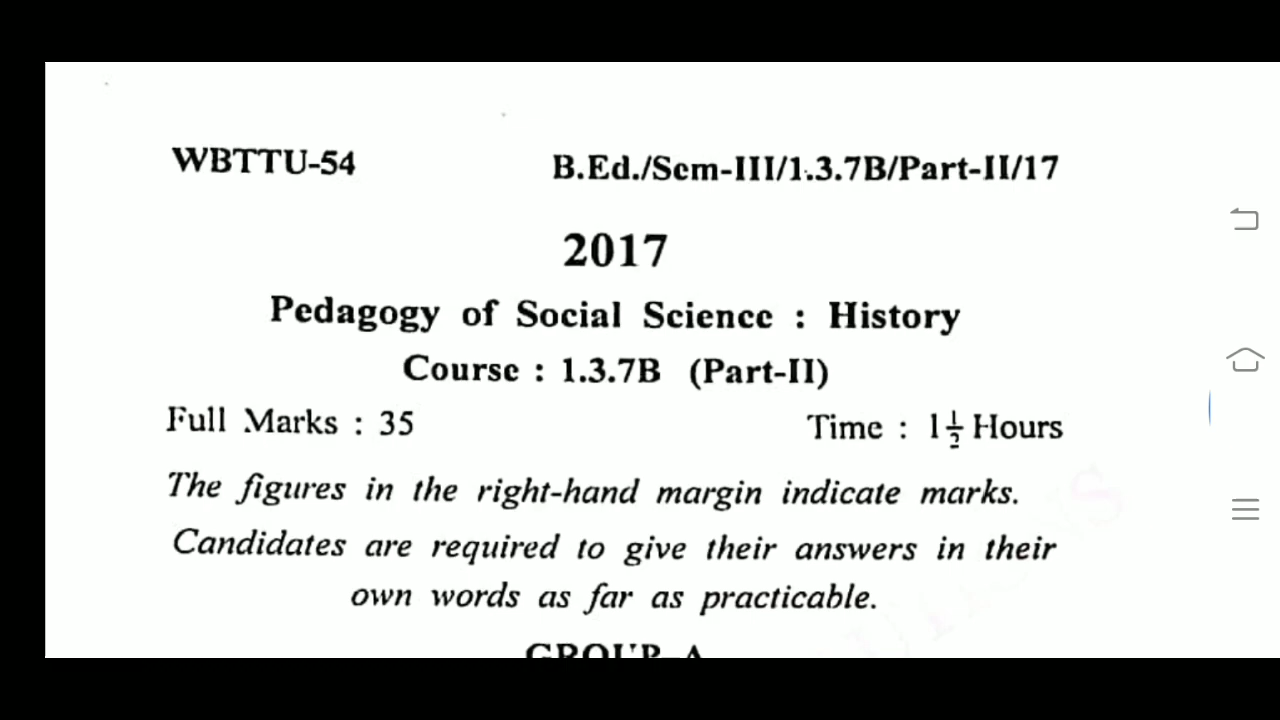 WBTTU-54 B.Ed./Sem-III/1.3.7B/Part-II/17
2017
Pedagogy of Social Science : History
Course : 1.3.7B (Part-II)
Full Marks : 35 Time : 1½ Hours
The figures in the right-hand margin indicate marks.
Candidates are required to give their answers in their
own words as far as practicable.
GROUP-A